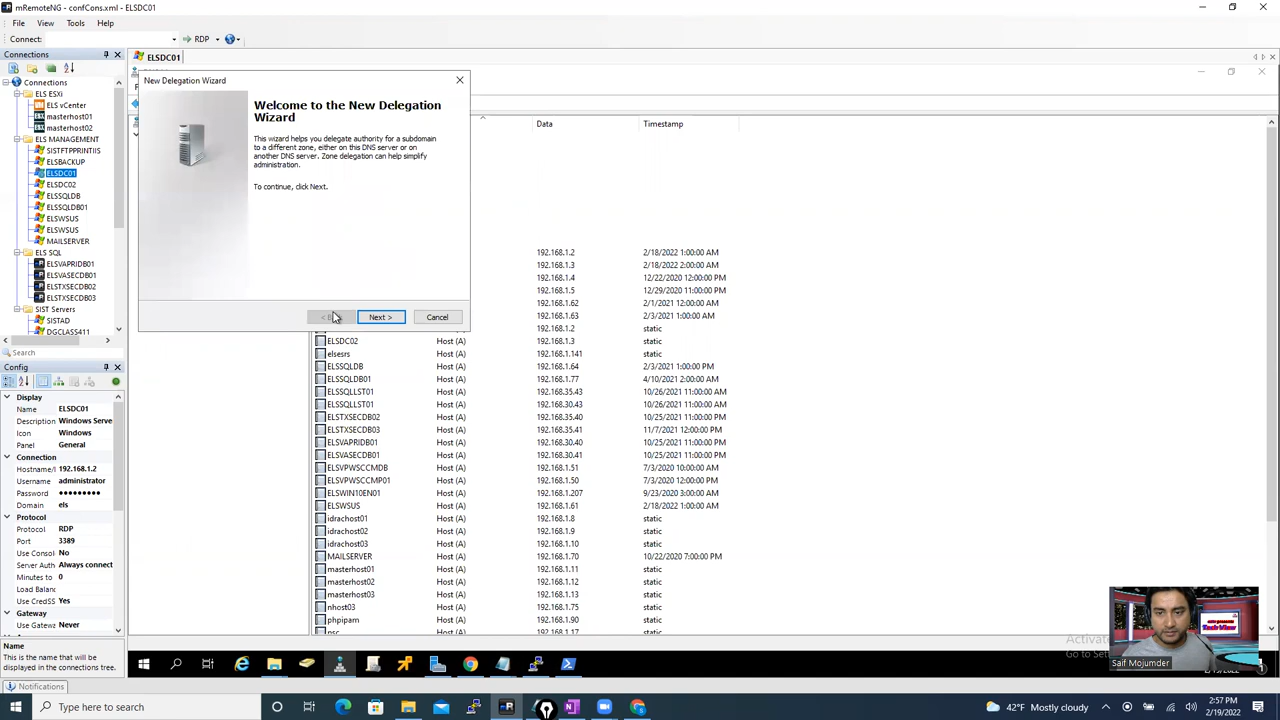 mRemoteNG - confCons.xml - ELSDC01
File View Tools Help
Connect: RDP
Connections
Connections
ELS ESXi
ELS vCenter
masterhost01
masterhost02
ELS MANAGEMENT
SISTFTPPRINTIIS
ELSBACKUP
ELSDC01
ELSDC02
ELSSQLDB
ELSSQLDB01
ELSWSUS
ELSWSUS
MAILSERVER
ELS SQL
ELSVAPRIDB01
ELSVASECDB01
ELSTXSECDB02
ELSTXSECDB03
SIST Servers
SISTAD
DGCLASS411
Search
Config
Display
Name ELSDC01
Description Windows Serve
Icon Windows
Panel General
Connection
Hostname/I 192.168.1.2
Username administrator
Password ●●●●●●●●●
Domain els
Protocol
Protocol RDP
Port 3389
Use Consol No
Server Auth Always connect
Minutes to 0
Load Balanc
Use CredSS Yes
Gateway
Use Gatewa Never
Name
This is the name that will be
displayed in the connections tree.
Notifications
ELSDC01
New Delegation Wizard
Welcome to the New Delegation
Wizard
This wizard helps you delegate authority for a subdomain
to a different zone, either on this DNS server or on
another DNS server. Zone delegation can help simplify
administration.
To continue, click Next.
Next > Cancel
Data Timestamp
192.168.1.2 2/18/2022 1:00:00 AM
192.168.1.3 2/18/2022 2:00:00 AM
192.168.1.4 12/22/2020 12:00:00 PM
192.168.1.5 12/29/2020 11:00:00 PM
192.168.1.62 2/1/2021 12:00:00 AM
192.168.1.63 2/3/2021 1:00:00 AM
Host (A) 192.168.1.2 static
ELSDC02 Host (A) 192.168.1.3 static
elsesrs Host (A) 192.168.1.141 static
ELSSQLDB Host (A) 192.168.1.64 2/3/2021 1:00:00 PM
ELSSQLDB01 Host (A) 192.168.1.77 4/10/2021 2:00:00 AM
ELSSQLLST01 Host (A) 192.168.35.43 10/26/2021 11:00:00 AM
ELSSQLLST01 Host (A) 192.168.30.43 10/26/2021 11:00:00 AM
ELSTXSECDB02 Host (A) 192.168.35.40 10/25/2021 11:00:00 PM
ELSTXSECDB03 Host (A) 192.168.35.41 11/7/2021 12:00:00 PM
ELSVAPRIDB01 Host (A) 192.168.30.40 10/25/2021 11:00:00 PM
ELSVASECDB01 Host (A) 192.168.30.41 10/25/2021 11:00:00 PM
ELSVPWSCCMDB Host (A) 192.168.1.51 7/3/2020 10:00:00 AM
ELSVPWSCCMP01 Host (A) 192.168.1.50 7/3/2020 12:00:00 PM
ELSWIN10EN01 Host (A) 192.168.1.207 9/23/2020 3:00:00 AM
ELSWSUS Host (A) 192.168.1.61 2/18/2022 1:00:00 AM
idrachost01 Host (A) 192.168.1.8 static
idrachost02 Host (A) 192.168.1.9 static
idrachost03 Host (A) 192.168.1.10 static
MAILSERVER Host (A) 192.168.1.70 10/22/2020 7:00:00 PM
masterhost01 Host (A) 192.168.1.11 static
masterhost02 Host (A) 192.168.1.12 static
masterhost03 Host (A) 192.168.1.13 static
nhost03 Host (A) 192.168.1.75 static
phpipam Host (A) 192.168.1.90 static
Host (A) 192.168.1.17 static
Saif Mojumder
Type here to search
42°F Mostly cloudy
2:57 PM
2/19/2022